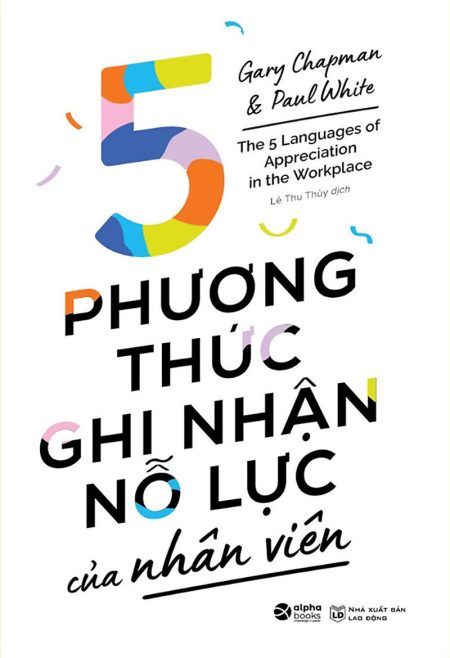 5
Gary Chapman
& Paul White
The 5 Languages of
Appreciation
in the Workplace
Lê Thu Thủy dịch
PHƯƠNG
THỨC
GHI NHẬN
NỖ LỰC
của nhân viên
alpha
books
NHÀ XUẤT BẢN
LAO ĐỘNG